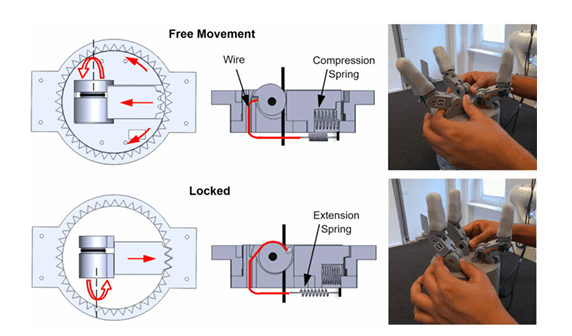 Free Movement
Wire
Compression
Spring
Locked
Extension
Spring